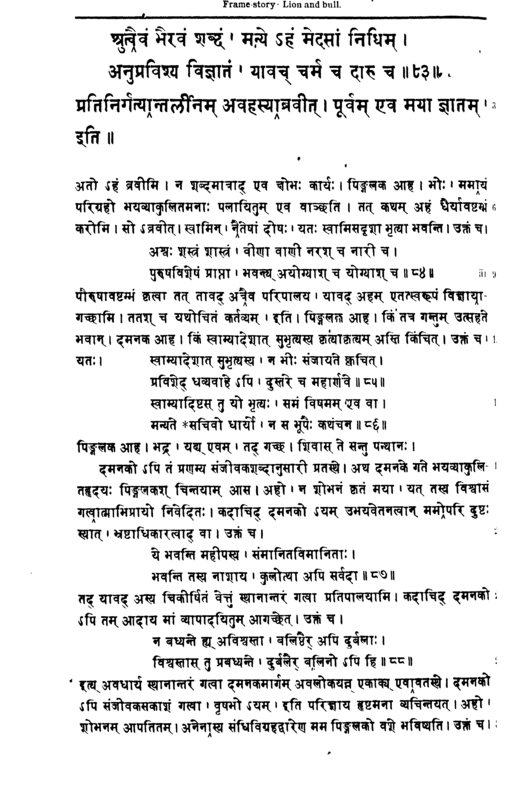 Frame-story· Lion and bull.
श्रुत्वैवं भैरवं शब्दं। मन्ये ऽहं मेदसां निधिम्।
अनुप्रविश्य विज्ञातं। यावच् चर्म च दारु च॥८३॥
प्रतिनिर्गत्यान्तर्लीनम् अवहस्याब्रवीत्। पूर्वम् एव मया ज्ञातम्।
इति॥
अतो ऽहं ब्रवीमि। न शब्दमात्राद् एव क्षोभः कार्यः। पिङ्गलक आह। भोः। ममायं
परिग्रहो भयव्याकुलितमनाः पलायितुम् एव वाञ्छति। तत् कथम् अहं धैर्यावष्टम्भं
करोमि। सो ऽब्रवीत्। स्वामिन्। नैतेषां दोषः। यतः स्वामिसदृशा भृत्या भवन्ति। उक्तं च।
अश्वः शस्त्रं शास्त्रं। वीणा वाणी नरश् च नारी च।
पुरुषविशेषं प्राप्ता। भवन्त्य् अयोग्याश् च योग्याश् च॥८४॥
पौरुषावष्टम्भं कृत्वा तत् तावद् अत्रैव परिपालय। यावद् अहम् एतत्स्वरूपं विज्ञाया-
गच्छामि। ततश् च यथोचितं कर्तव्यम्। इति। पिङ्गलक आह। किं तत्र गन्तुम् उत्सहते
भवान्। दमनक आह। किं स्वाम्यादेशात् सुभृत्यस्य कृत्याकृत्यम् अस्ति किंचित्। उक्तं च।
यतः। स्वाम्यादेशात् सुभृत्यस्य। न भीः संजायते क्वचित्।
प्रविशेद् धव्यवाहे ऽपि। दुस्तरे च महार्णवे॥८५॥
स्वाम्यादिष्टस् तु यो भृत्यः। समं विषमम् एव वा।
मन्यते *सचिवो धार्यो। न स भूपैः कथंचन॥८६॥
पिङ्गलक आह। भद्र। यद्य् एवम्। तद् गच्छ। शिवास् ते सन्तु पन्थानः।
दमनको ऽपि तं प्रणम्य संजीवकशब्दानुसारी प्रतस्थे। अथ दमनके गते भयव्याकुलि-
तहृदयः पिङ्गलकश् चिन्तयाम् आस। अहो। न शोभनं कृतं मया। यत् तस्य विश्वासं
गत्वात्माभिप्रायो निवेदितः। कदाचिद् दमनको ऽयम् उभयवेतनत्वान् ममोपरि दुष्टः
स्यात्। भ्रष्टाधिकारत्वाद् वा। उक्तं च।
ये भवन्ति महीपस्य। संमानितविमानिताः।
भवन्ति तस्य नाशाय। कुलोत्था अपि सर्वदा॥८७॥
तद् यावद् अस्य चिकीर्षितं वेत्तुं स्थानान्तरं गत्वा प्रतिपालयामि। कदाचिद् दमनको
ऽपि तम् आदाय मां व्यापादयितुम् आगच्छेत्। उक्तं च।
न बध्यन्ते ह्य् अविश्वस्ता। बलिष्ठैर् अपि दुर्बलाः।
विश्वस्तास् तु प्रबध्यन्ते। दुर्बलैर् बलिनो ऽपि हि॥८८॥
इत्य् अवधार्य स्थानान्तरं गत्वा दमनकमार्गम् अवलोकयन्न् एकाक्य् एवावतस्थे। दमनको
ऽपि संजीवकसकाशं गत्वा। वृषभो ऽयम्। इति परिज्ञाय हृष्टमना व्यचिन्तयत्। अहो।
शोभनम् आपतितम्। अनेनास्य संधिविग्रहद्वारेण मम पिङ्गलको वशे भविष्यति। उक्तं च।